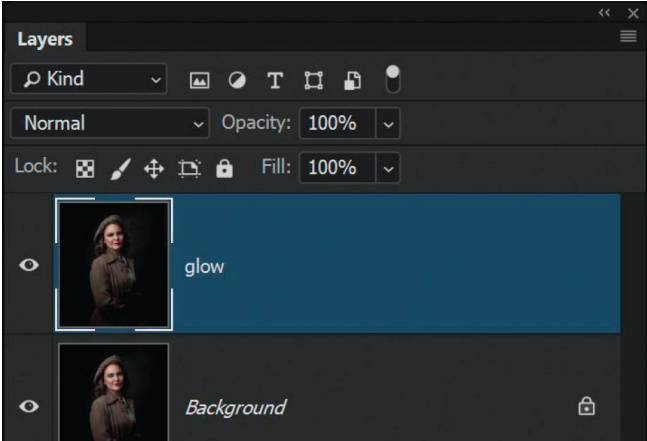 Layers
Kind
Normal Opacity: 100%
Lock: Fill: 100%
glow
Background